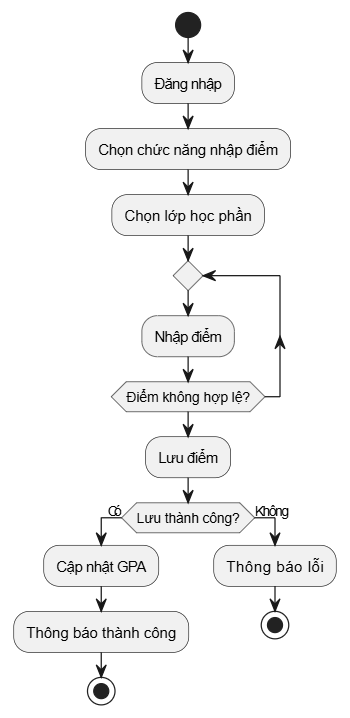 Đăng nhập
Chọn chức năng nhập điểm
Chọn lớp học phần
Nhập điểm
Điểm không hợp lệ?
Lưu điểm
Có
Lưu thành công?
Không
Cập nhật GPA
Thông báo lỗi
Thông báo thành công